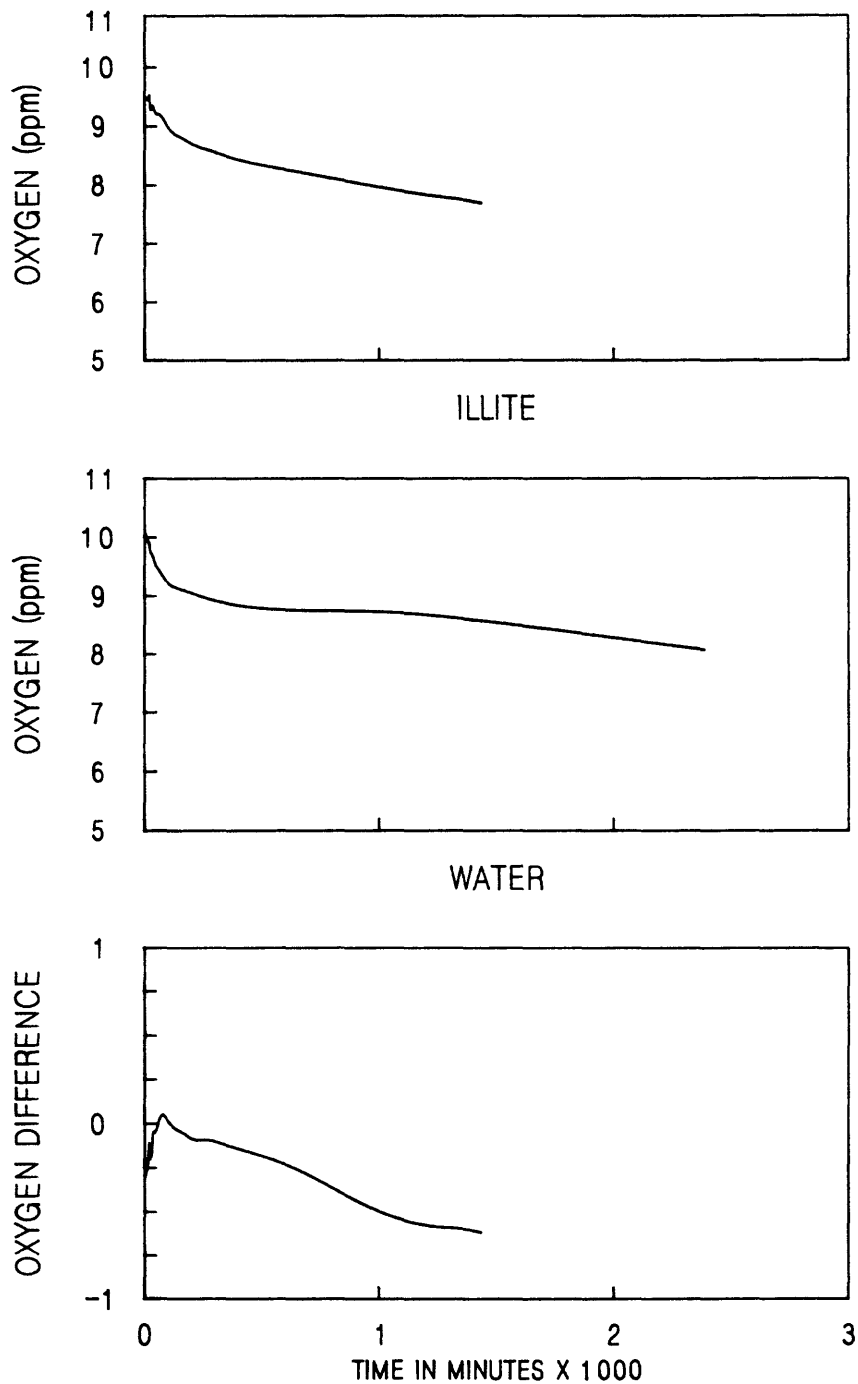 OXYGEN (ppm)
11
10
9
8
7
6
5
ILLITE
OXYGEN (ppm)
11
10
9
8
7
6
5
WATER
OXYGEN DIFFERENCE
1
0
-1
0 1 2 3
TIME IN MINUTES X 1000